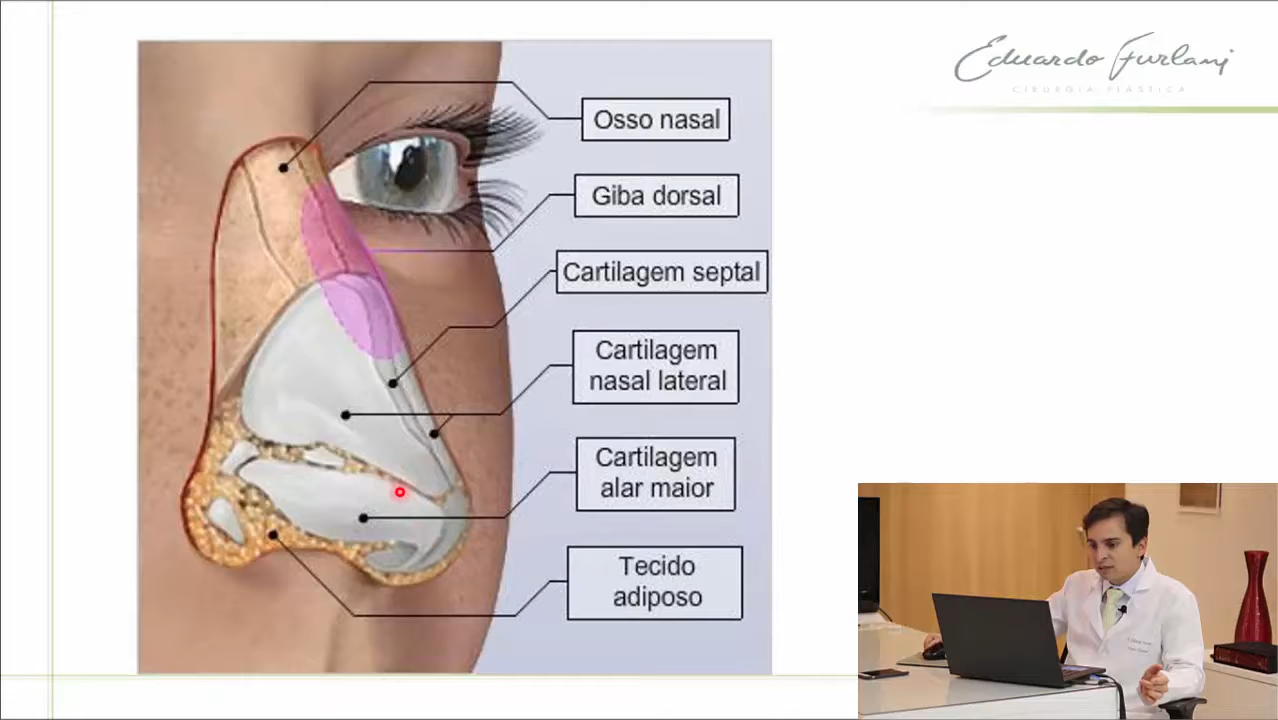 Eduardo Furlani
CIRURGIA PLÁSTICA
Osso nasal
Giba dorsal
Cartilagem septal
Cartilagem
nasal lateral
Cartilagem
alar maior
Tecido
adiposo